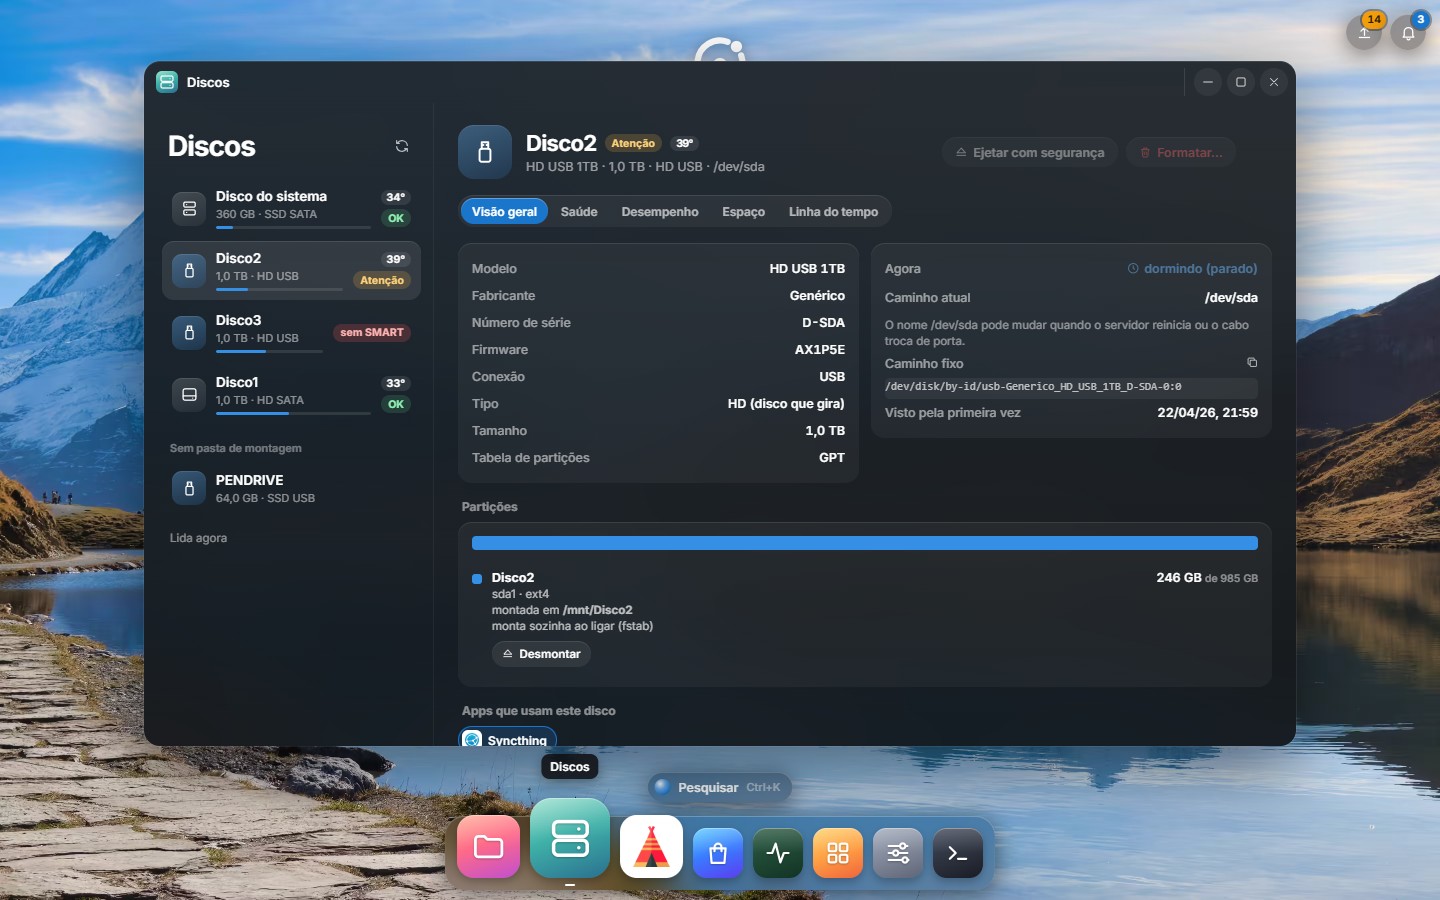 14
3
Discos
Discos
Disco do sistema
34°
360 GB · SSD SATA
OK
Disco2
39°
1,0 TB · HD USB
Atenção
Disco3
1,0 TB · HD USB
sem SMART
Disco1
33°
1,0 TB · HD SATA
OK
Sem pasta de montagem
PENDRIVE
64,0 GB · SSD USB
Lida agora
Disco2 Atenção 39°
HD USB 1TB · 1,0 TB · HD USB · /dev/sda
Ejetar com segurança
Formatar...
Visão geral Saúde Desempenho Espaço Linha do tempo
Modelo HD USB 1TB
Fabricante Genérico
Número de série D-SDA
Firmware AX1P5E
Conexão USB
Tipo HD (disco que gira)
Tamanho 1,0 TB
Tabela de partições GPT
Agora dormindo (parado)
Caminho atual /dev/sda
O nome /dev/sda pode mudar quando o servidor reinicia ou o cabo
troca de porta.
Caminho fixo
/dev/disk/by-id/usb-Generico_HD_USB_1TB_D-SDA-0:0
Visto pela primeira vez 22/04/26, 21:59
Partições
Disco2 246 GB de 985 GB
sda1 · ext4
montada em /mnt/Disco2
monta sozinha ao ligar (fstab)
Desmontar
Apps que usam este disco
Syncthing
Discos
Pesquisar Ctrl+K